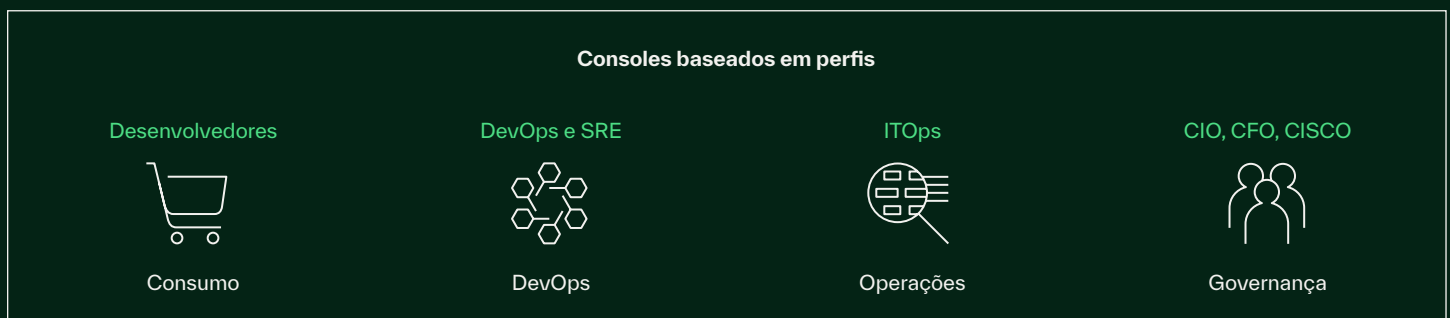 Consoles baseados em perfis
Desenvolvedores
DevOps e SRE
ITOps
CIO, CFO, CISCO
Consumo
DevOps
Operações
Governança